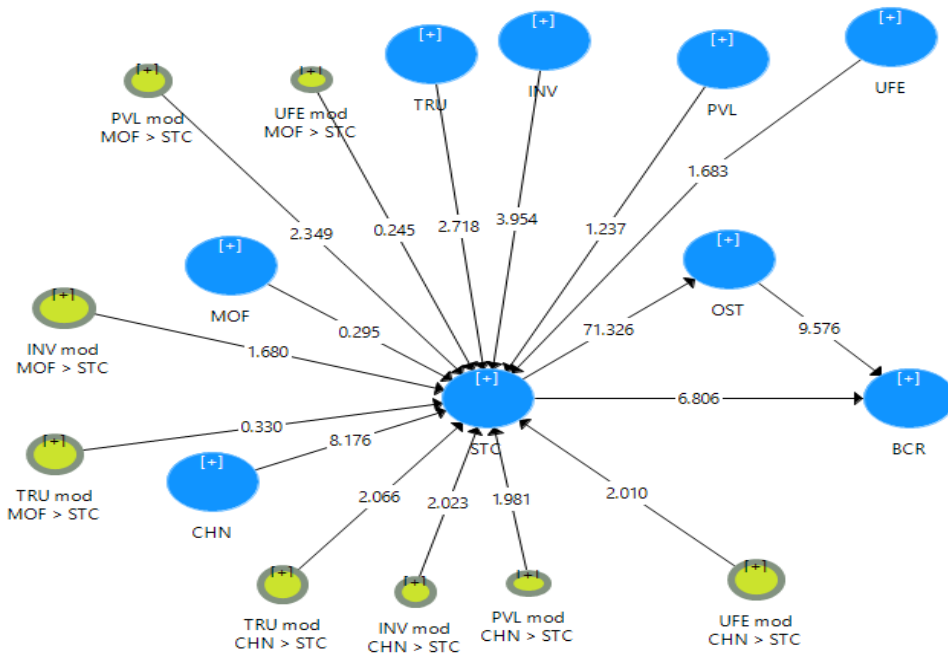 [+]
TRU
[+]
INV
[+]
PVL
[+]
UFE
[+]
PVL mod
MOF > STC
[+]
UFE mod
MOF > STC
2.349
0.245
2.718
3.954
1.237
1.683
[+]
MOF
0.295
[+]
OST
71.326
9.576
[+]
INV mod
MOF > STC
1.680
[+]
STC
6.806
[+]
BCR
[+]
TRU mod
MOF > STC
0.330
[+]
CHN
8.176
2.066
2.023
1.981
2.010
[+]
TRU mod
CHN > STC
[+]
INV mod
CHN > STC
[+]
PVL mod
CHN > STC
[+]
UFE mod
CHN > STC